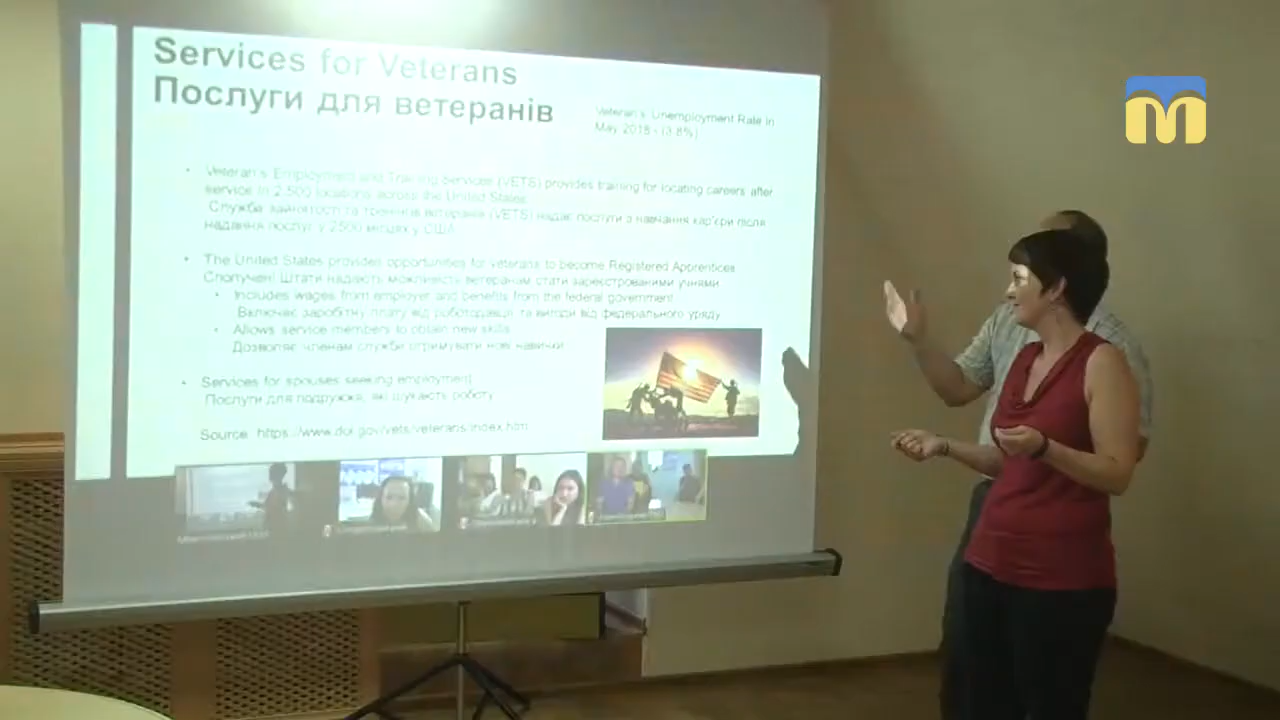 Services for Veterans
Послуги для ветеранів
Veteran's Unemployment Rate in
May 2018 - (3.8%)
Veteran's Employment and Training Services (VETS) provides training for locating careers after
service in 2,500 locations across the United States
Служба зайнятості та тренінгів ветеранів (VETS) надає послуги з навчання кар'єри після
надання послуг у 2500 місцях у США
The United States provides opportunities for veterans to become Registered Apprentices
Сполучені Штати надають можливість ветеранам стати зареєстрованими учнями
Includes wages from employer and benefits from the federal government
Включає заробітну плату від роботодавця та вигоди від федерального уряду
Allows service members to obtain new skills
Дозволяє членам служби отримувати нові навички
Services for spouses seeking employment
Послуги для подружжя, які шукають роботу
Source: https://www.dol.gov/vets/veterans/index.htm